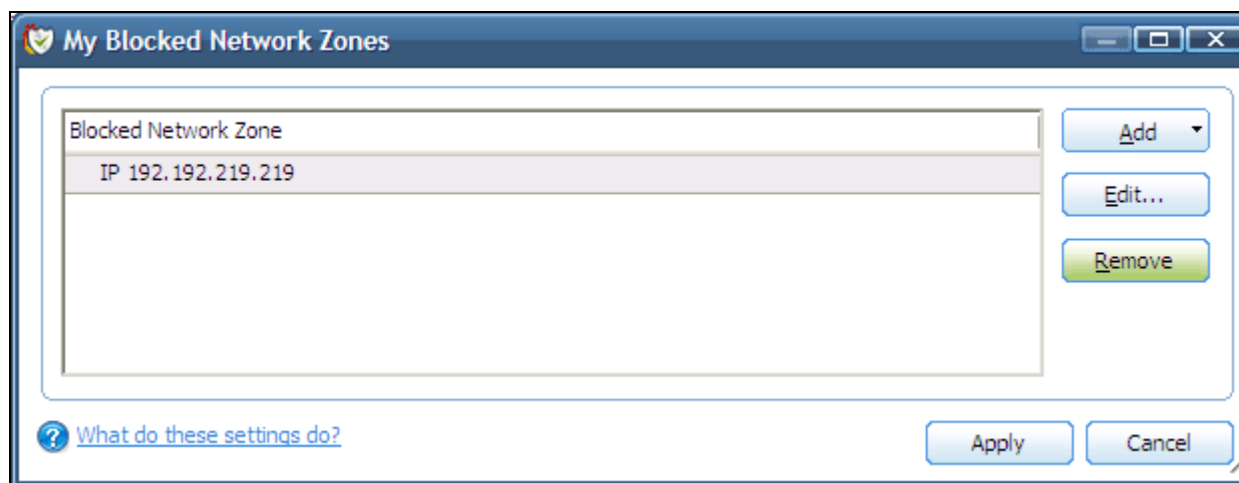 My Blocked Network Zones
Blocked Network Zone
Add
IP 192.192.219.219
Edit...
Remove
What do these settings do?
Apply
Cancel